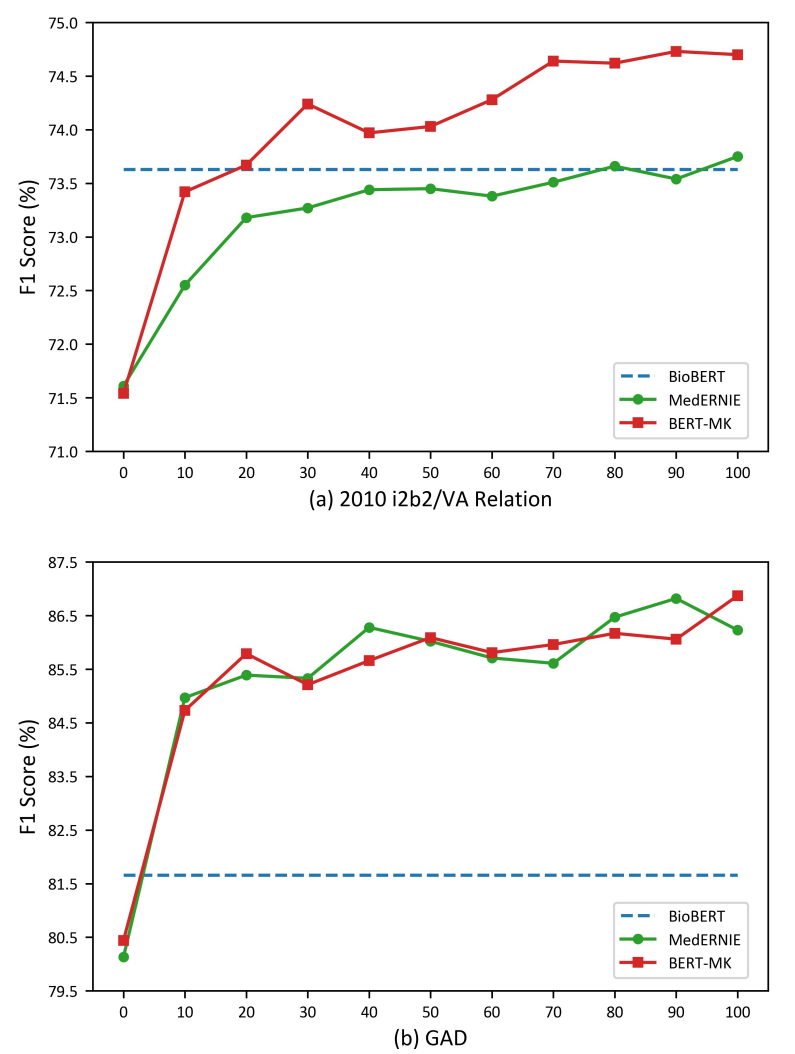 75.0
74.5
74.0
73.5
73.0
72.5
72.0
71.5
71.0
F1 Score (%)
BioBERT
MedERNIE
BERT-MK
0 10 20 30 40 50 60 70 80 90 100
(a) 2010 i2b2/VA Relation
87.5
86.5
85.5
84.5
83.5
82.5
81.5
80.5
79.5
F1 Score (%)
BioBERT
MedERNIE
BERT-MK
0 10 20 30 40 50 60 70 80 90 100
(b) GAD